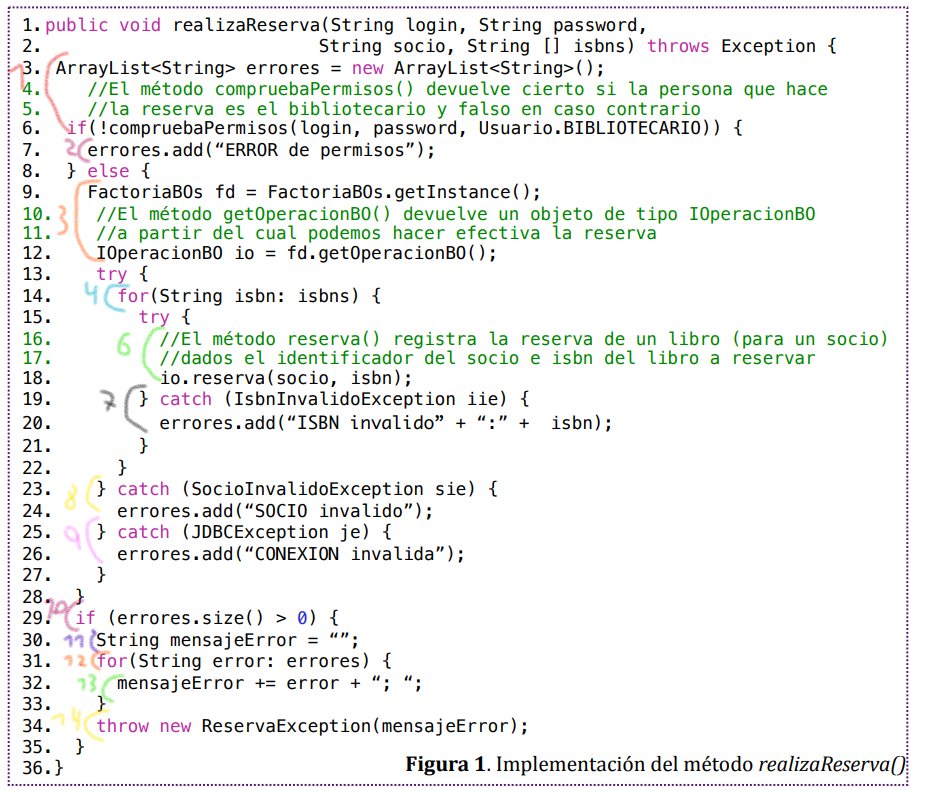 1. public void realizaReserva(String login, String password,
2. String socio, String [] isbns) throws Exception {
1 3. ArrayList<String> errores = new ArrayList<String>();
4. //El método compruebaPermisos() devuelve cierto si la persona que hace
5. //la reserva es el bibliotecario y falso en caso contrario
6. if(!compruebaPermisos(login, password, Usuario.BIBLIOTECARIO)) {
7. 2 errores.add(“ERROR de permisos”);
8. } else {
9. FactoriaBOs fd = FactoriaBOs.getInstance();
10. 3 //El método getOperacionBO() devuelve un objeto de tipo IOperacionBO
11. //a partir del cual podemos hacer efectiva la reserva
12. IOperacionBO io = fd.getOperacionBO();
13. try {
14. 4 for(String isbn: isbns) {
15. try {
16. 6 //El método reserva() registra la reserva de un libro (para un socio)
17. //dados el identificador del socio e isbn del libro a reservar
18. io.reserva(socio, isbn);
19. 7 } catch (IsbnInvalidoException iie) {
20. errores.add(“ISBN invalido” + “:” + isbn);
21. }
22. }
23. 8 } catch (SocioInvalidoException sie) {
24. errores.add(“SOCIO invalido”);
25. 9 } catch (JDBCException je) {
26. errores.add(“CONEXION invalida”);
27. }
28. }
29. 10 if (errores.size() > 0) {
30. 11 String mensajeError = “”;
31. 12 for(String error: errores) {
32. 13 mensajeError += error + “; “;
33. }
34. 14 throw new ReservaException(mensajeError);
35. }
36.}
Figura 1. Implementación del método realizaReserva()